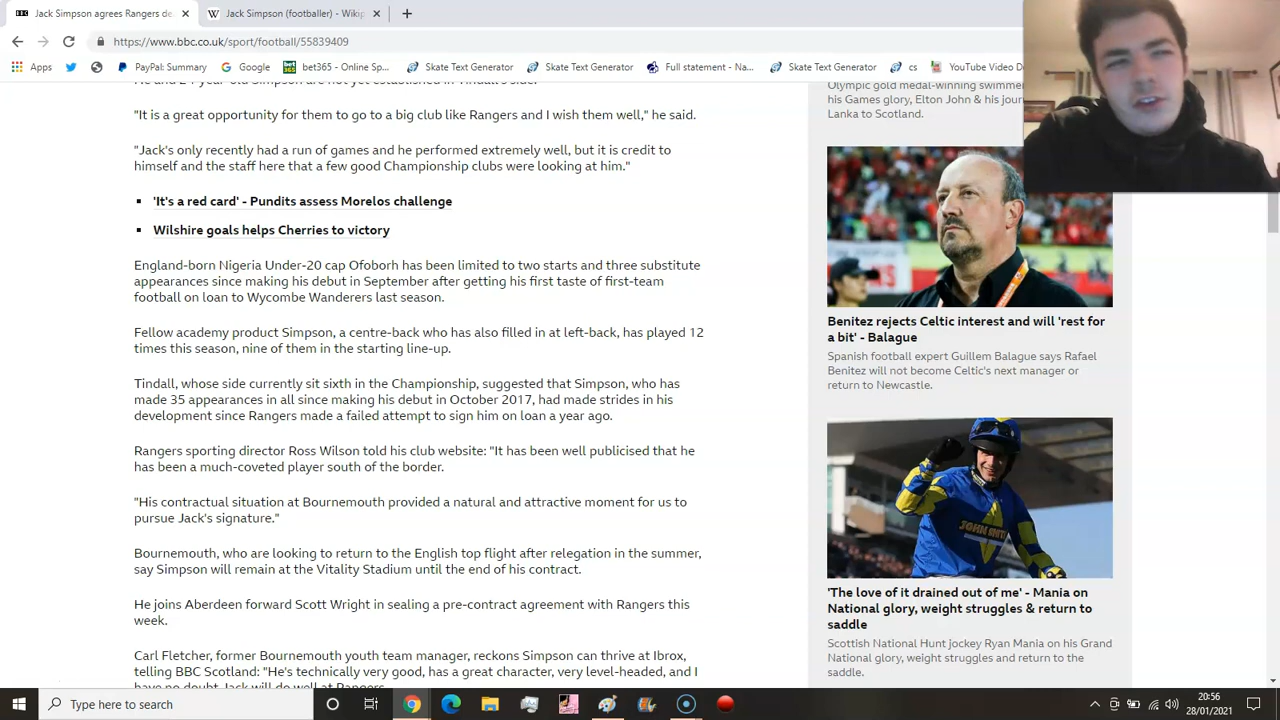 Jack Simpson agrees Rangers de
Jack Simpson (footballer) - Wikip
https://www.bbc.co.uk/sport/football/55839409
Apps
PayPal: Summary
Google
bet365 - Online Sp...
Skate Text Generator
Skate Text Generator
Full statement - Na...
Skate Text Generator
cs
YouTube Video D
"It is a great opportunity for them to go to a big club like Rangers and I wish them well," he said.
"Jack's only recently had a run of games and he performed extremely well, but it is credit to
himself and the staff here that a few good Championship clubs were looking at him."
'It's a red card' - Pundits assess Morelos challenge
Wilshire goals helps Cherries to victory
England-born Nigeria Under-20 cap Ofoborh has been limited to two starts and three substitute
appearances since making his debut in September after getting his first taste of first-team
football on loan to Wycombe Wanderers last season.
Fellow academy product Simpson, a centre-back who has also filled in at left-back, has played 12
times this season, nine of them in the starting line-up.
Tindall, whose side currently sit sixth in the Championship, suggested that Simpson, who has
made 35 appearances in all since making his debut in October 2017, had made strides in his
development since Rangers made a failed attempt to sign him on loan a year ago.
Rangers sporting director Ross Wilson told his club website: "It has been well publicised that he
has been a much-coveted player south of the border.
"His contractual situation at Bournemouth provided a natural and attractive moment for us to
pursue Jack's signature."
Bournemouth, who are looking to return to the English top flight after relegation in the summer,
say Simpson will remain at the Vitality Stadium until the end of his contract.
He joins Aberdeen forward Scott Wright in sealing a pre-contract agreement with Rangers this
week.
Carl Fletcher, former Bournemouth youth team manager, reckons Simpson can thrive at Ibrox,
telling BBC Scotland: "He's technically very good, has a great character, very level-headed, and I
have no doubt Jack will do well at Rangers
Olympic gold medal-winning swimme
his Games glory, Elton John & his jour
Lanka to Scotland.
Benitez rejects Celtic interest and will 'rest for
a bit' - Balague
Spanish football expert Guillem Balague says Rafael
Benitez will not become Celtic's next manager or
return to Newcastle.
JOHN SMITH
'The love of it drained out of me' - Mania on
National glory, weight struggles & return to
saddle
Scottish National Hunt jockey Ryan Mania on his Grand
National glory, weight struggles and return to the
saddle.
Type here to search
20:56
28/01/2021